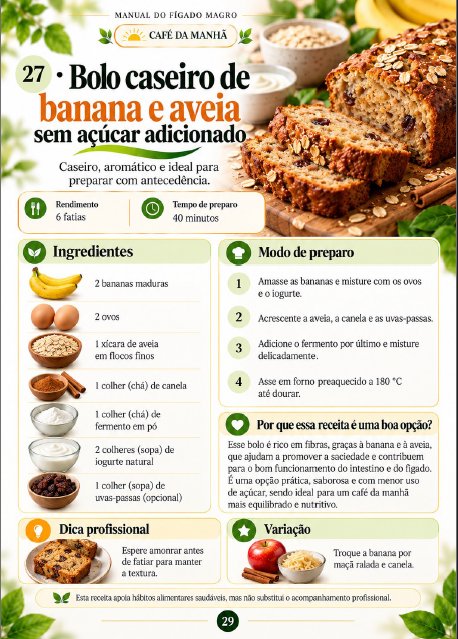 MANUAL DO FÍGADO MAGRO
CAFÉ DA MANHÃ
27 · Bolo caseiro de
banana e aveia
sem açúcar adicionado
Caseiro, aromático e ideal para
preparar com antecedência.
Rendimento
6 fatias
Tempo de preparo
40 minutos
Ingredientes
2 bananas maduras
2 ovos
1 xícara de aveia
em flocos finos
1 colher (chá) de canela
1 colher (chá) de
fermento em pó
2 colheres (sopa) de
iogurte natural
1 colher (sopa) de
uvas-passas (opcional)
Modo de preparo
1
Amasse as bananas e misture com os ovos
e o iogurte.
2
Acrescente a aveia, a canela e as uvas-passas.
3
Adicione o fermento por último e misture
delicadamente.
4
Asse em forno preaquecido a 180 °C
até dourar.
Por que essa receita é uma boa opção?
Esse bolo é rico em fibras, graças à banana e à aveia,
que ajudam a promover a saciedade e contribuem
para o bom funcionamento do intestino e do fígado.
É uma opção prática, saborosa e com menor uso
de açúcar, sendo ideal para um café da manhã
mais equilibrado e nutritivo.
Dica profissional
Espere amonrar antes
de fatiar para manter
a textura.
Variação
Troque a banana por
maçã ralada e canela.
Esta receita apoia hábitos alimentares saudáveis, mas não substitui o acompanhamento profissional.
29